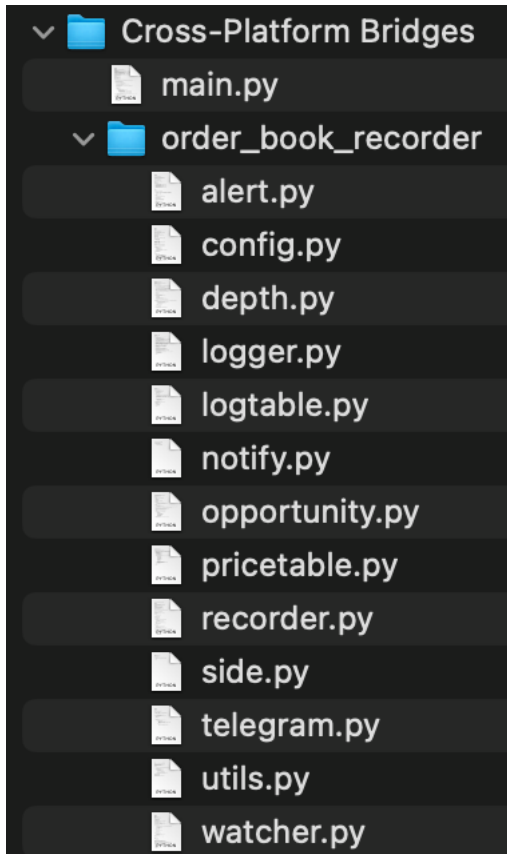 Cross-Platform Bridges
main.py
order_book_recorder
alert.py
config.py
depth.py
logger.py
logtable.py
notify.py
opportunity.py
pricetable.py
recorder.py
side.py
telegram.py
utils.py
watcher.py